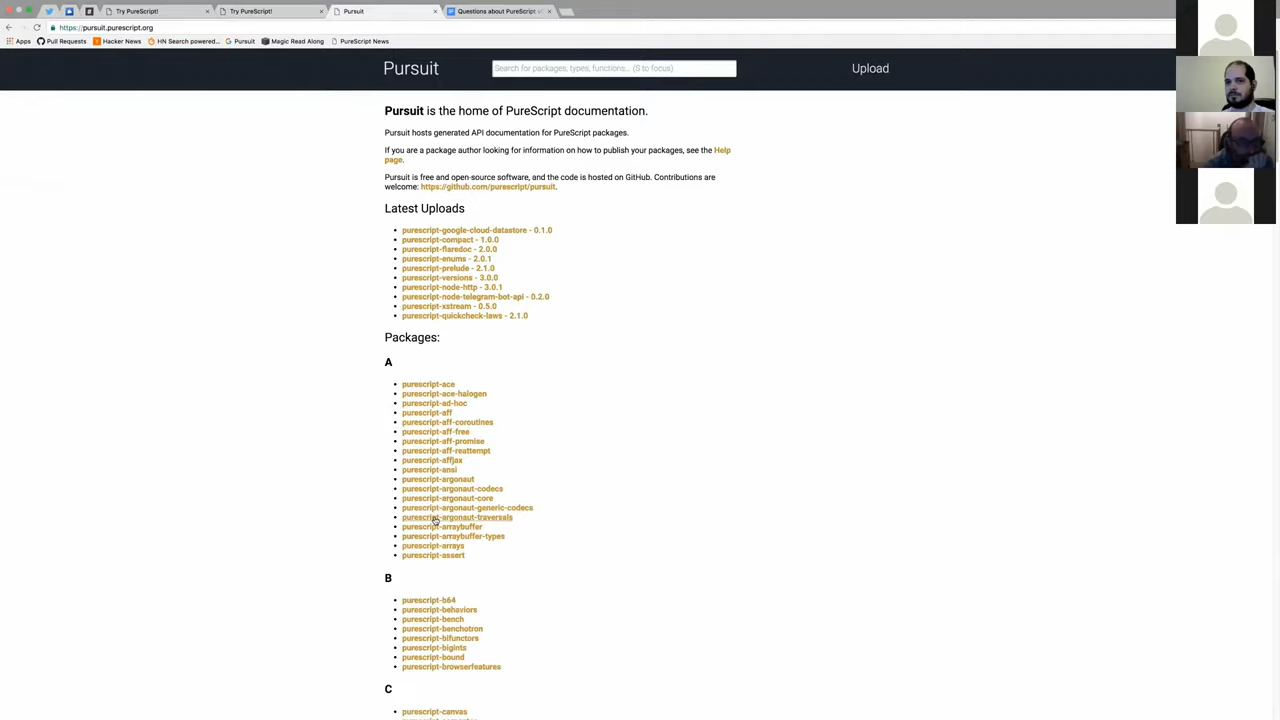 Try PureScript!
Try PureScript!
Pursuit
Questions about PureScript ef
https://pursuit.purescript.org
Apps
Pull Requests
Hacker News
HN Search powered...
Pursuit
Magic Read Along
PureScript News
Pursuit
Search for packages, types, functions... (S to focus)
Upload
Pursuit is the home of PureScript documentation.
Pursuit hosts generated API documentation for PureScript packages.
If you are a package author looking for information on how to publish your packages, see the Help
page.
Pursuit is free and open-source software, and the code is hosted on GitHub. Contributions are
welcome: https://github.com/purescript/pursuit.
Latest Uploads
purescript-google-cloud-datastore - 0.1.0
purescript-compact - 1.0.0
purescript-flaredoc - 2.0.0
purescript-enums - 2.0.1
purescript-prelude - 2.1.0
purescript-versions - 3.0.0
purescript-node-http - 3.0.1
purescript-node-telegram-bot-api - 0.2.0
purescript-xstream - 0.5.0
purescript-quickcheck-laws - 2.1.0
Packages:
A
purescript-ace
purescript-ace-halogen
purescript-ad-hoc
purescript-aff
purescript-aff-coroutines
purescript-aff-free
purescript-aff-promise
purescript-aff-reattempt
purescript-affjax
purescript-ansi
purescript-argonaut
purescript-argonaut-codecs
purescript-argonaut-core
purescript-argonaut-generic-codecs
purescript-argonaut-traversals
purescript-arraybuffer
purescript-arraybuffer-types
purescript-arrays
purescript-assert
B
purescript-b64
purescript-behaviors
purescript-bench
purescript-benchotron
purescript-bifunctors
purescript-bigints
purescript-bound
purescript-browserfeatures
C
purescript-canvas